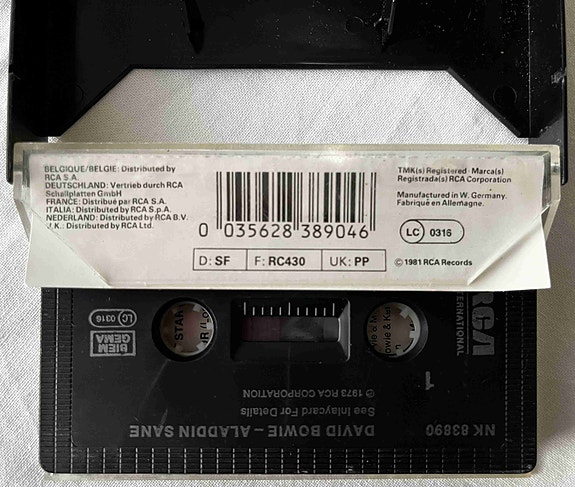 BELGIQUE/BELGIE: Distributed by
RCA S.A.
DEUTSCHLAND: Vertrieb durch RCA
Schallplatten GmbH
FRANCE: Distribué par RCA S.A.
ITALIA: Distributed by RCA S.p.A.
NEDERLAND: Distributed by RCA B.V.
U.K.: Distributed by RCA Ltd.
0 035628 389046
D: SF F: RC430 UK: PP
TMK(s) Registered · Marca(s)
Registrada(s) RCA Corporation
Manufactured in W. Germany.
Fabriqué en Allemagne.
LC 0316
© 1981 RCA Records
NK 83890
DAVID BOWIE – ALADDIN SANE
See Inlaycard For Details
℗ 1973 RCA CORPORATION
1
RCA
INTERNATIONAL
BIEM
GEMA
LC 0316
STAR